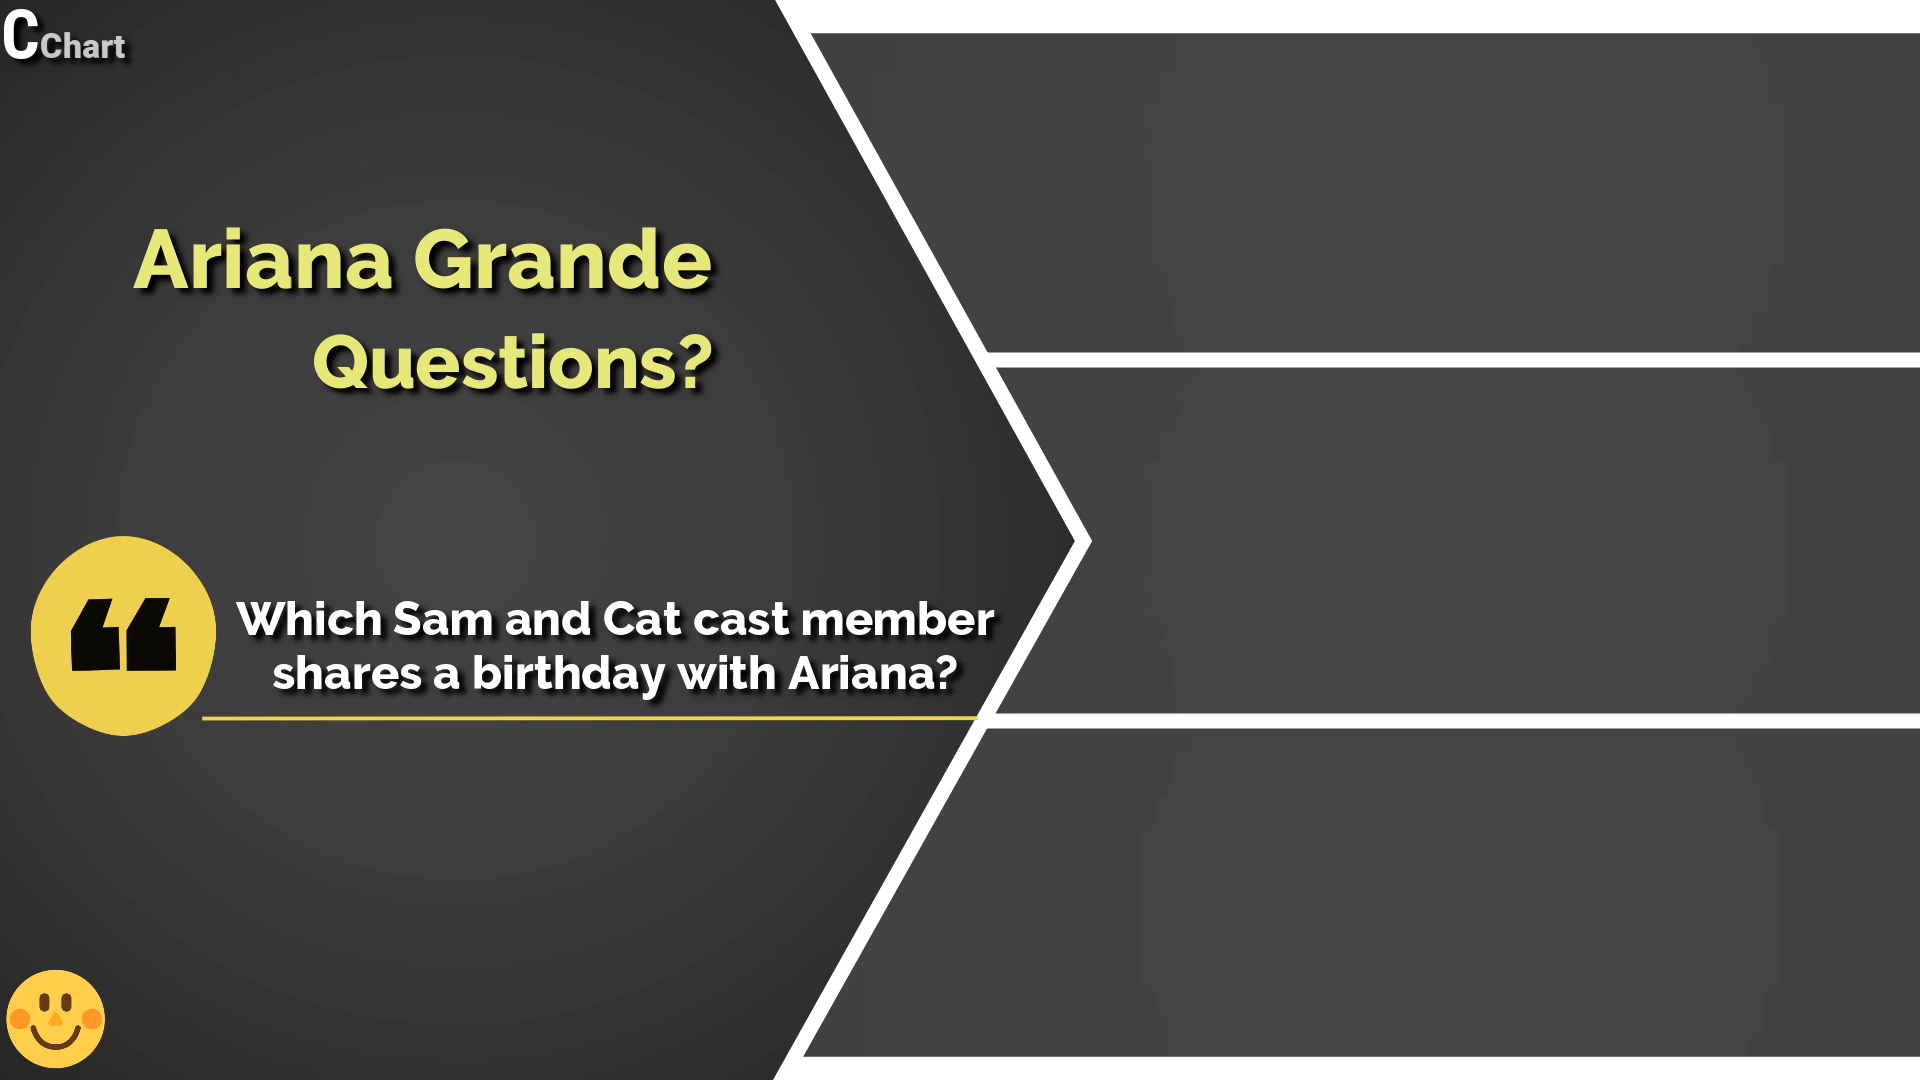 CChart
Ariana Grande
Questions?
Which Sam and Cat cast member
shares a birthday with Ariana?